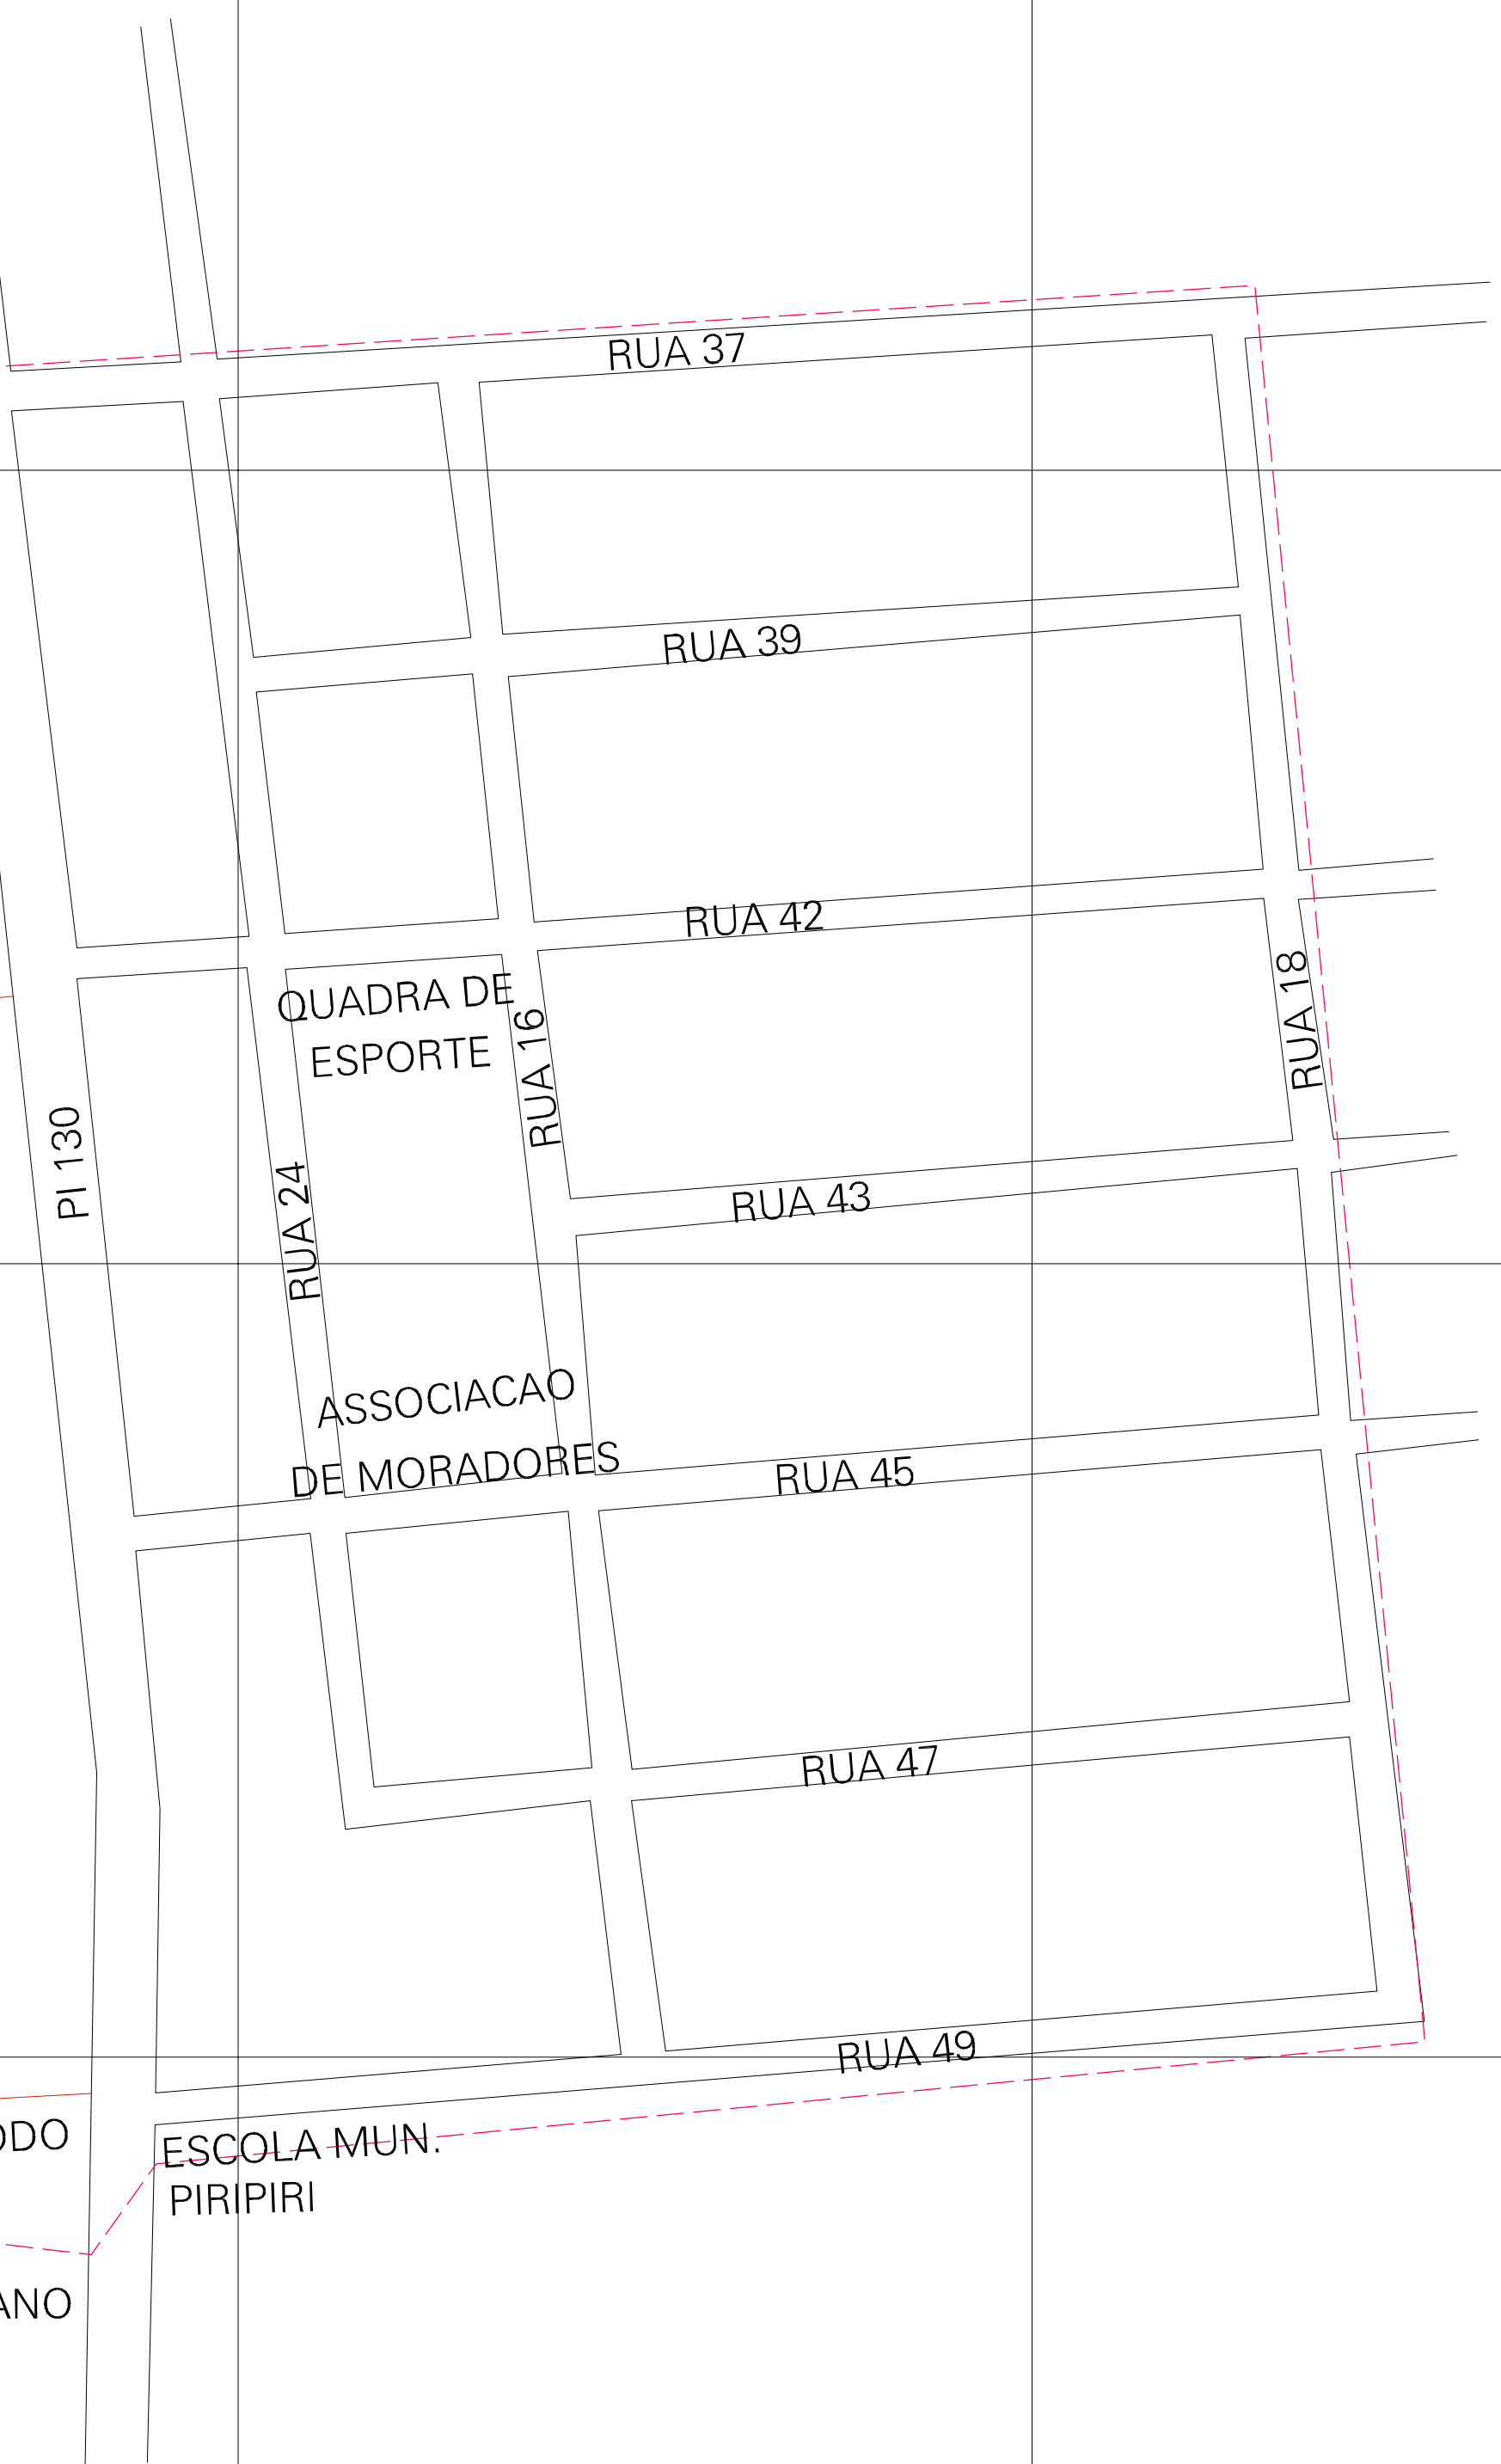 RUA 37
RUA 39
RUA 42
QUADRA DE
ESPORTE
RUA 16
RUA 18
PI 130
RUA 24
RUA 43
ASSOCIACAO
DE MORADORES
RUA 45
RUA 47
RUA 49
ESCOLA MUN.
PIRIPIRI